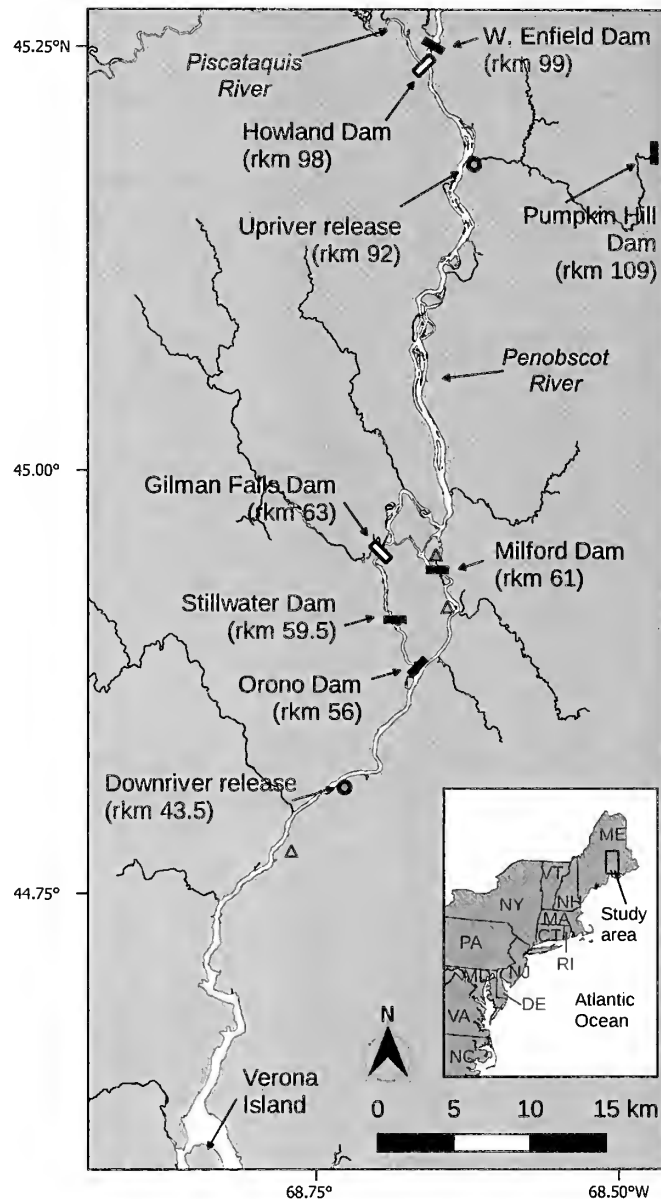 45.25°N
W. Enfield Dam
(rkm 99)
Piscataquis
River
Howland Dam
(rkm 98)
Upriver release
(rkm 92)
Pumpkin Hill
Dam
(rkm 109)
Penobscot
River
45.00°
Gilman Falls Dam
(rkm 63)
Milford Dam
(rkm 61)
Stillwater Dam
(rkm 59.5)
Orono Dam
(rkm 56)
Downriver release
(rkm 43.5)
44.75°
ME
VT
NY
NH
MA
CT
RI
PA
NJ
MD
DE
VA
NC
Study
area
Atlantic
Ocean
N
Verona
Island
0 5 10 15 km
68.75° 68.50°W